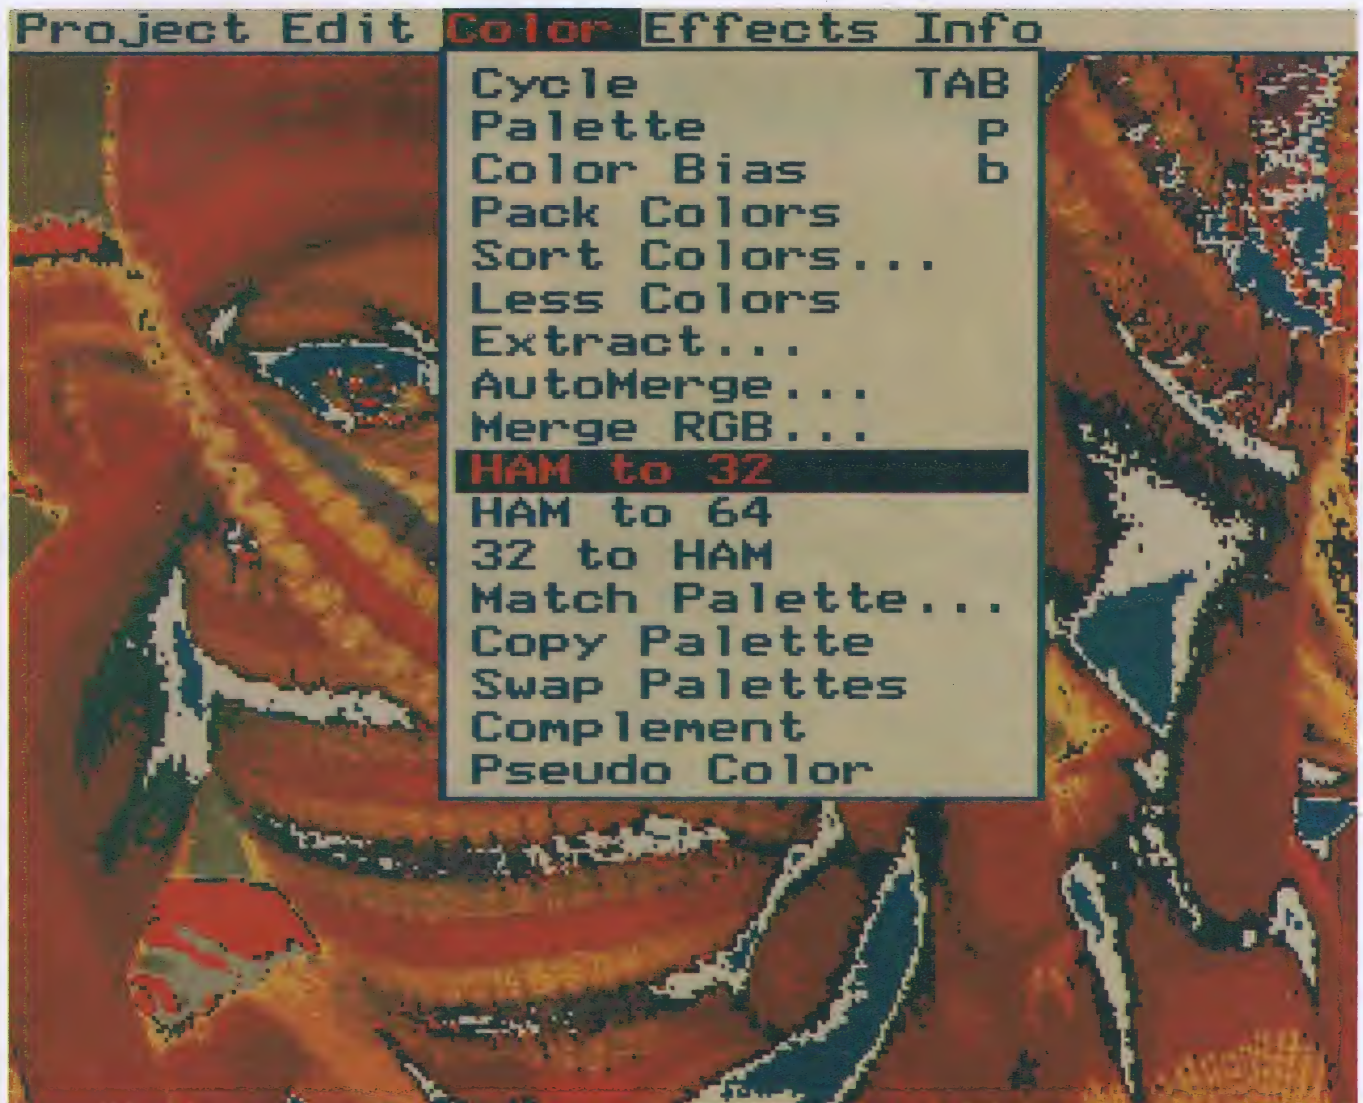 Project Edit Color Effects Info
Cycle TAB
Palette p
Color Bias b
Pack Colors
Sort Colors...
Less Colors
Extract...
AutoMerge...
Merge RGB...
HAM to 32
HAM to 64
32 to HAM
Match Palette...
Copy Palette
Swap Palettes
Complement
Pseudo Color